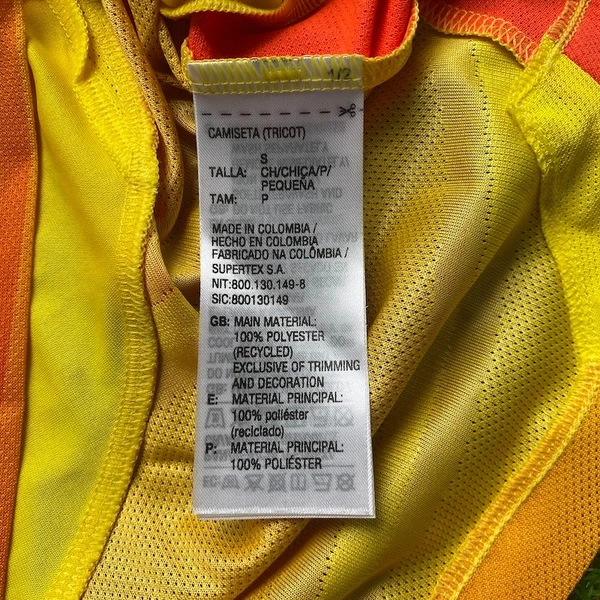 1/2
CAMISETA (TRICOT)
S
TALLA: CH/CHICA/P/
PEQUEÑA
TAM: P
MADE IN COLOMBIA /
HECHO EN COLOMBIA
FABRICADO NA COLÔMBIA /
SUPERTEX S.A.
NIT:800.130.149-8
SIC:800130149
GB: MAIN MATERIAL:
100% POLYESTER
(RECYCLED)
EXCLUSIVE OF TRIMMING
AND DECORATION
E: MATERIAL PRINCIPAL:
100% poliéster
(reciclado)
P: MATERIAL PRINCIPAL:
100% POLIÉSTER